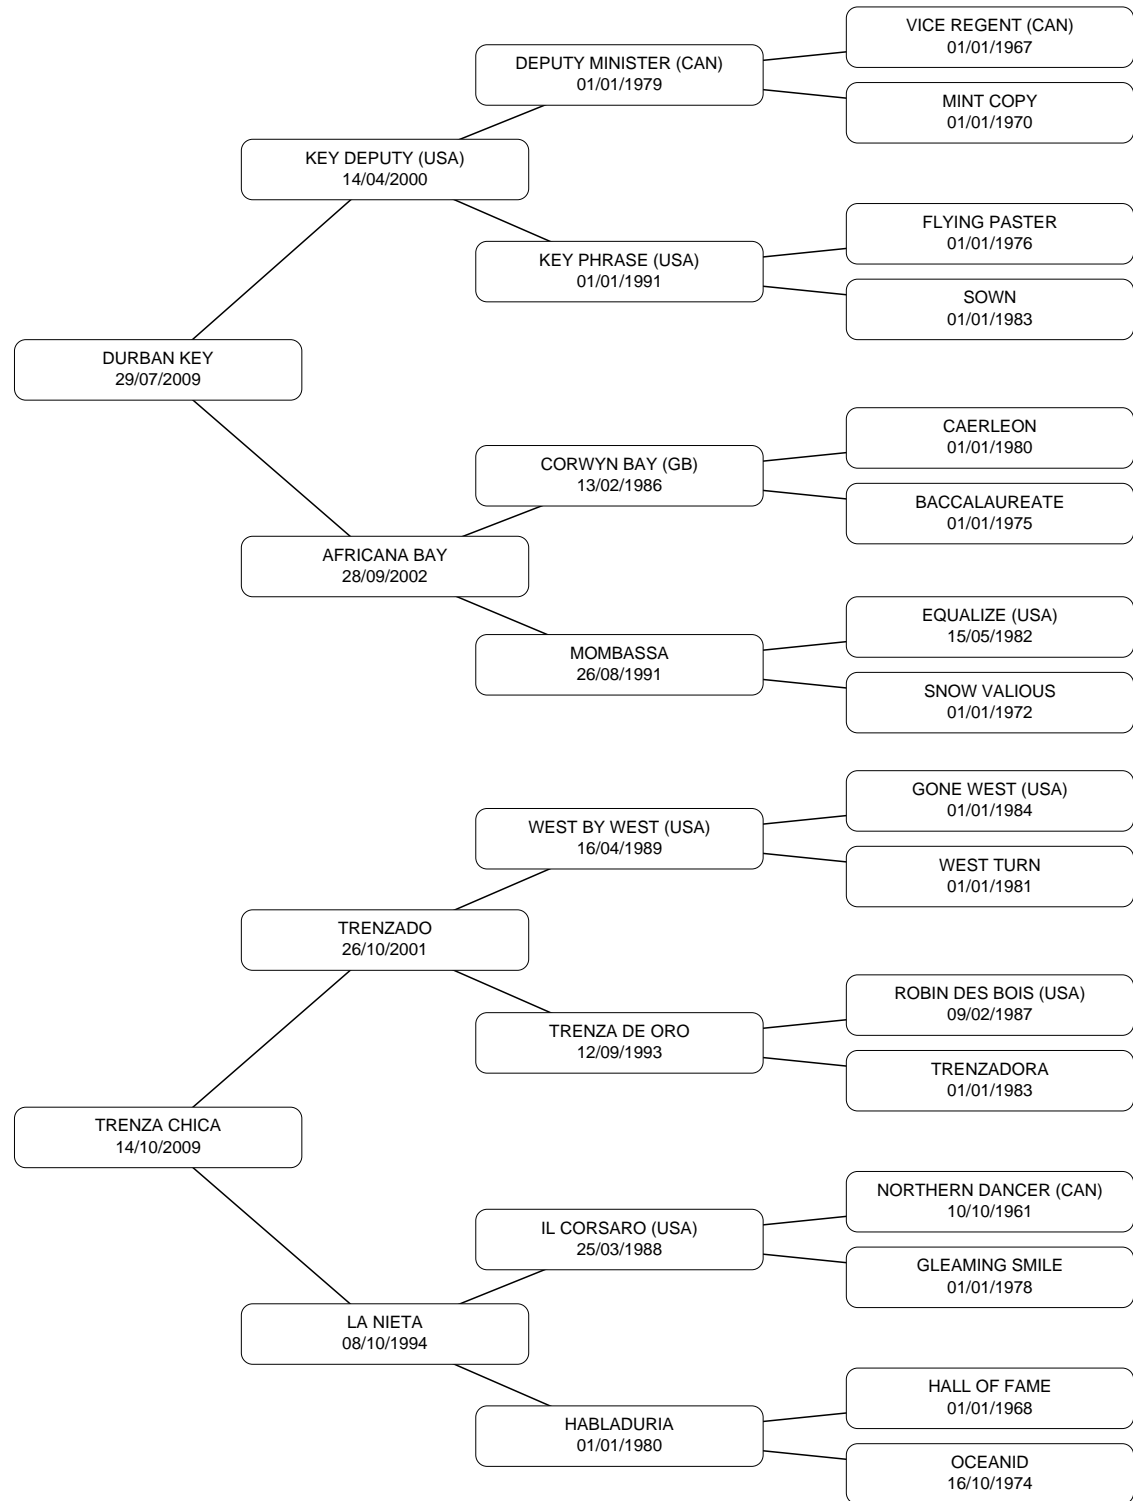 VICE REGENT (CAN)
01/01/1967
DEPUTY MINISTER (CAN)
01/01/1979
MINT COPY
01/01/1970
KEY DEPUTY (USA)
14/04/2000
FLYING PASTER
01/01/1976
KEY PHRASE (USA)
01/01/1991
SOWN
01/01/1983
DURBAN KEY
29/07/2009
CAERLEON
01/01/1980
CORWYN BAY (GB)
13/02/1986
BACCALAUREATE
01/01/1975
AFRICANA BAY
28/09/2002
EQUALIZE (USA)
15/05/1982
MOMBASSA
26/08/1991
SNOW VALIOUS
01/01/1972
GONE WEST (USA)
01/01/1984
WEST BY WEST (USA)
16/04/1989
WEST TURN
01/01/1981
TRENZADO
26/10/2001
ROBIN DES BOIS (USA)
09/02/1987
TRENZA DE ORO
12/09/1993
TRENZADORA
01/01/1983
TRENZA CHICA
14/10/2009
NORTHERN DANCER (CAN)
10/10/1961
IL CORSARO (USA)
25/03/1988
GLEAMING SMILE
01/01/1978
LA NIETA
08/10/1994
HALL OF FAME
01/01/1968
HABLADURIA
01/01/1980
OCEANID
16/10/1974